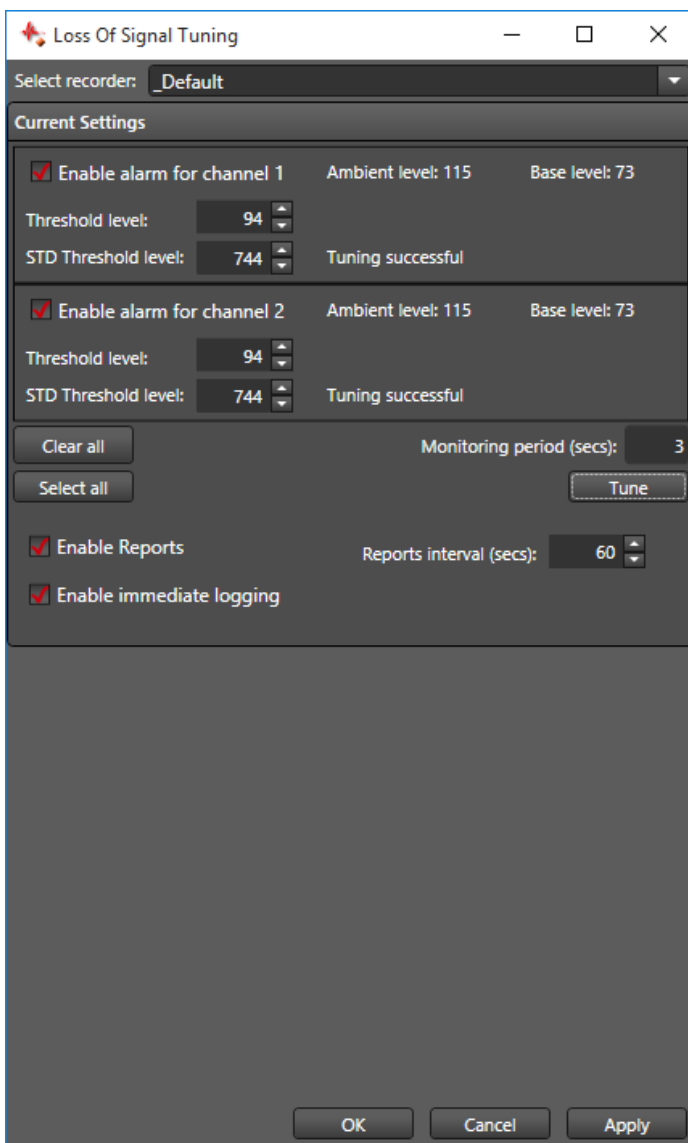 Loss Of Signal Tuning
Select recorder: _Default
Current Settings
Enable alarm for channel 1 Ambient level: 115 Base level: 73
Threshold level: 94
STD Threshold level: 744 Tuning successful
Enable alarm for channel 2 Ambient level: 115 Base level: 73
Threshold level: 94
STD Threshold level: 744 Tuning successful
Clear all Monitoring period (secs): 3
Select all Tune
Enable Reports Reports interval (secs): 60
Enable immediate logging
OK Cancel Apply